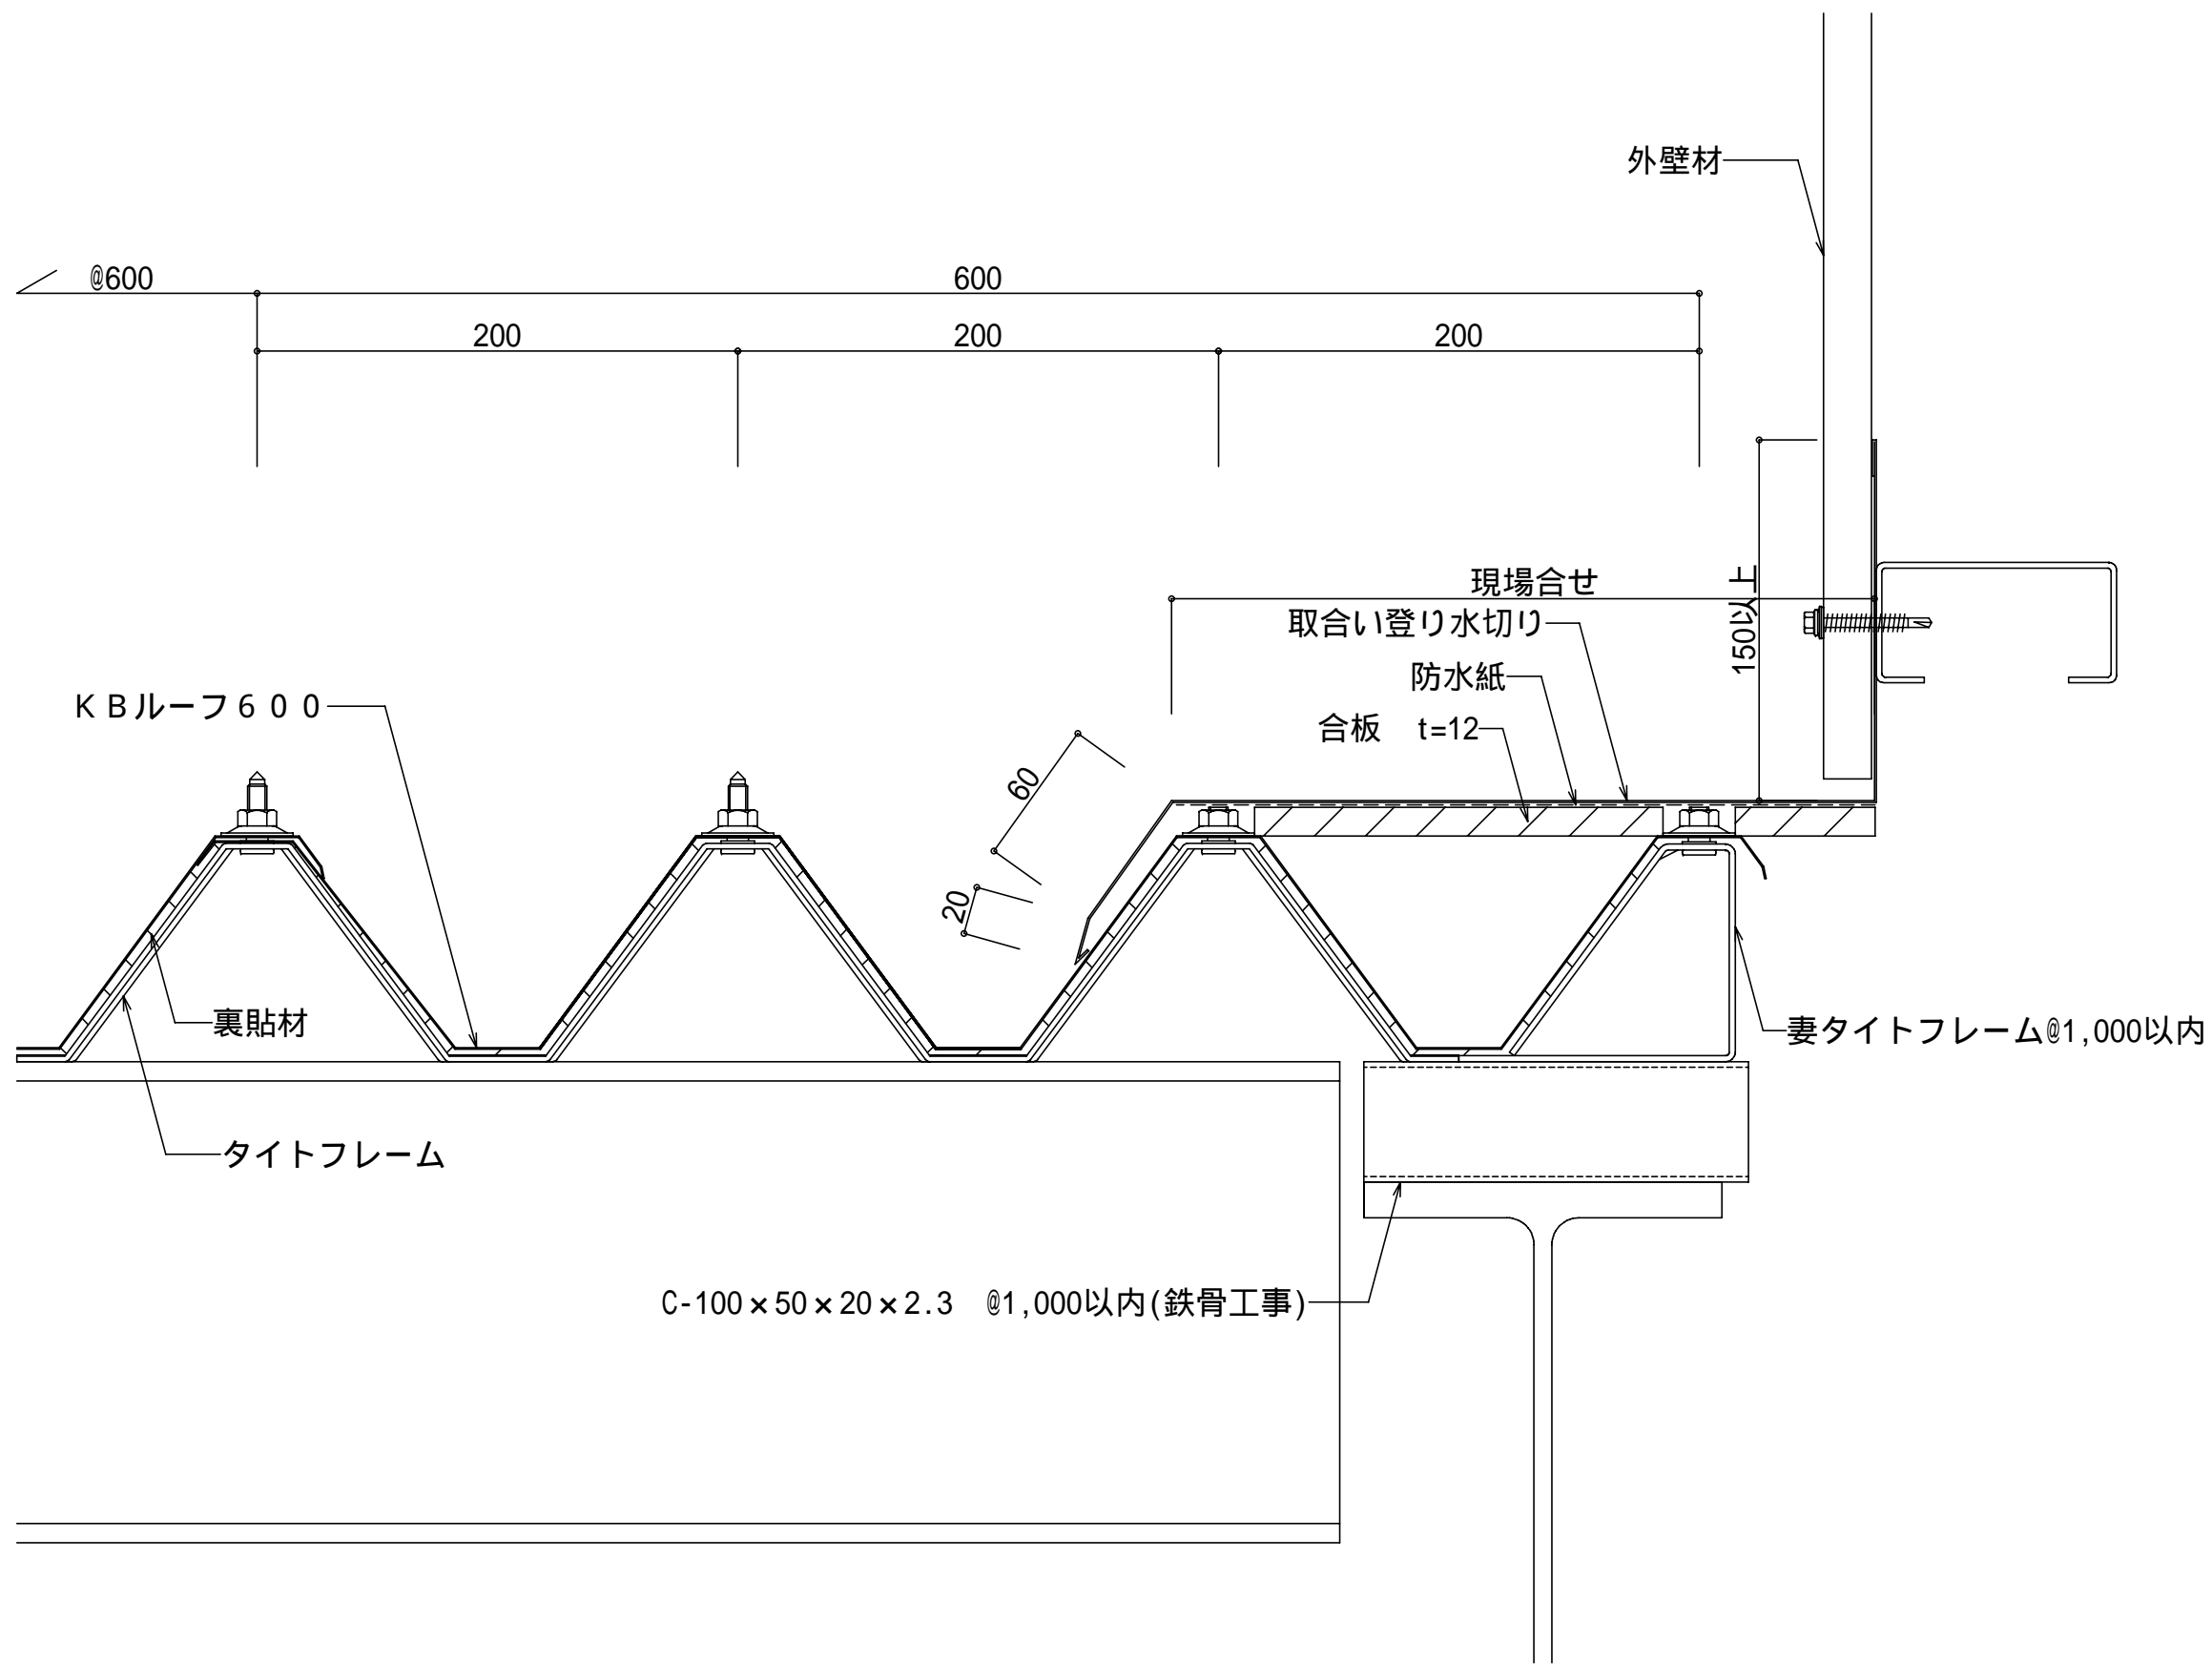 外壁材
@600
600
200
200
200
現場合せ
150以上
取合い登り水切り
防水紙
合板　t=12
ＫＢルーフ６００
60
20
裏貼材
妻タイトフレーム@1,000以内
タイトフレーム
C-100×50×20×2.3　@1,000以内(鉄骨工事)